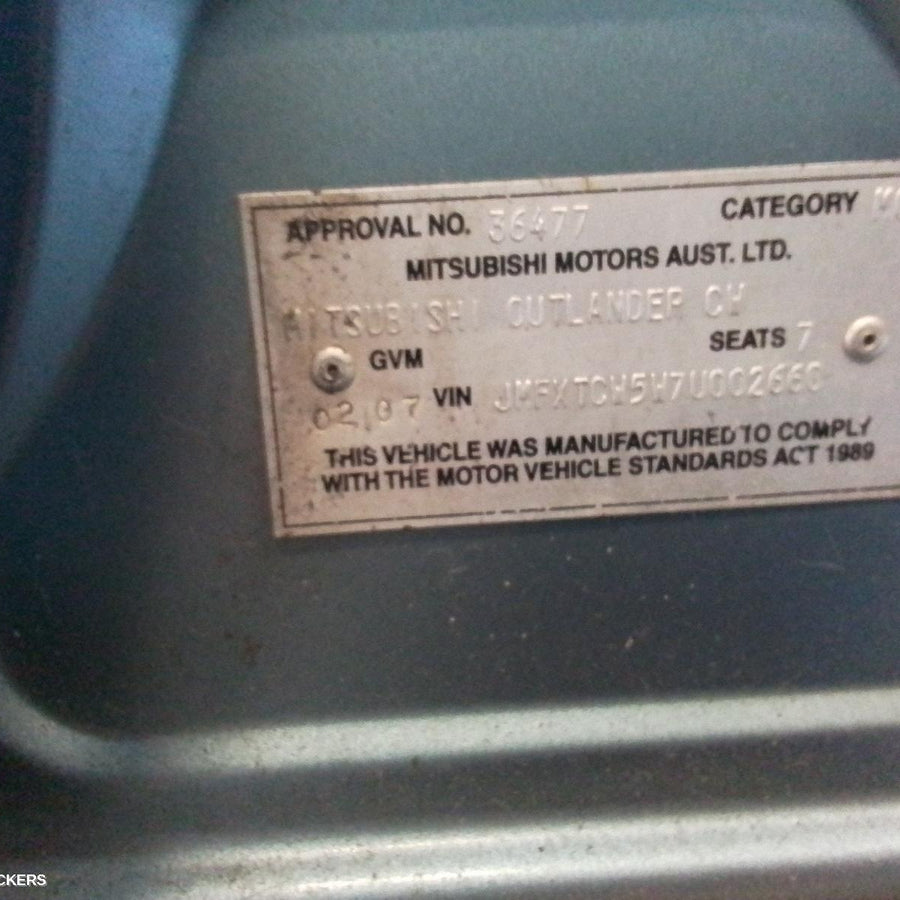 APPROVAL NO. 36477 CATEGORY
MITSUBISHI MOTORS AUST. LTD.
MITSUBISHI OUTLANDER CW
SEATS 7
GVM
02 07 VIN
THIS VEHICLE WAS MANUFACTURED TO COMPLY
WITH THE MOTOR VEHICLE STANDARDS ACT 1989
CKERS